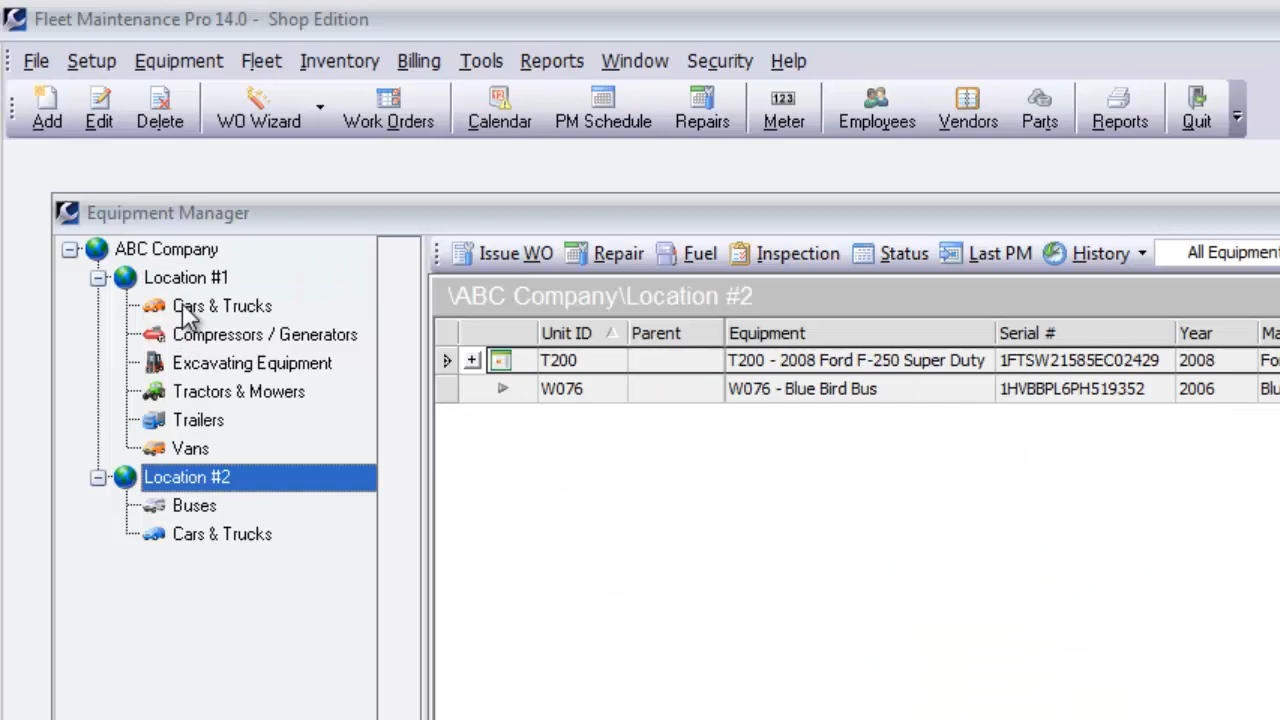 Fleet Maintenance Pro 14.0 - Shop Edition
File Setup Equipment Fleet Inventory Billing Tools Reports Window Security Help
Add Edit Delete WO Wizard Work Orders Calendar PM Schedule Repairs 123 Meter Employees Vendors Parts Reports Quit
Equipment Manager
ABC Company
Location #1
Cars & Trucks
Compressors / Generators
Excavating Equipment
Tractors & Mowers
Trailers
Vans
Location #2
Buses
Cars & Trucks
Issue WO Repair Fuel Inspection Status Last PM History All Equipment
\ABC Company\Location #2
Unit ID Parent Equipment Serial # Year Ma
T200 T200 - 2008 Ford F-250 Super Duty 1FTSW21585EC02429 2008 Fo
W076 W076 - Blue Bird Bus 1HVBBPL6PH519352 2006 Blu